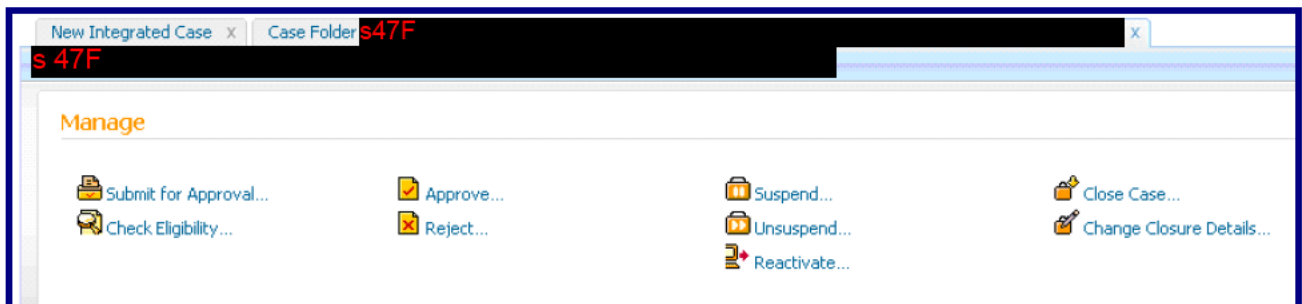 New Integrated Case X Case Folder s47F X
s 47F
Manage
Submit for Approval... Approve... Suspend... Close Case...
Check Eligibility... Reject... Unsuspend... Change Closure Details...
Reactivate...